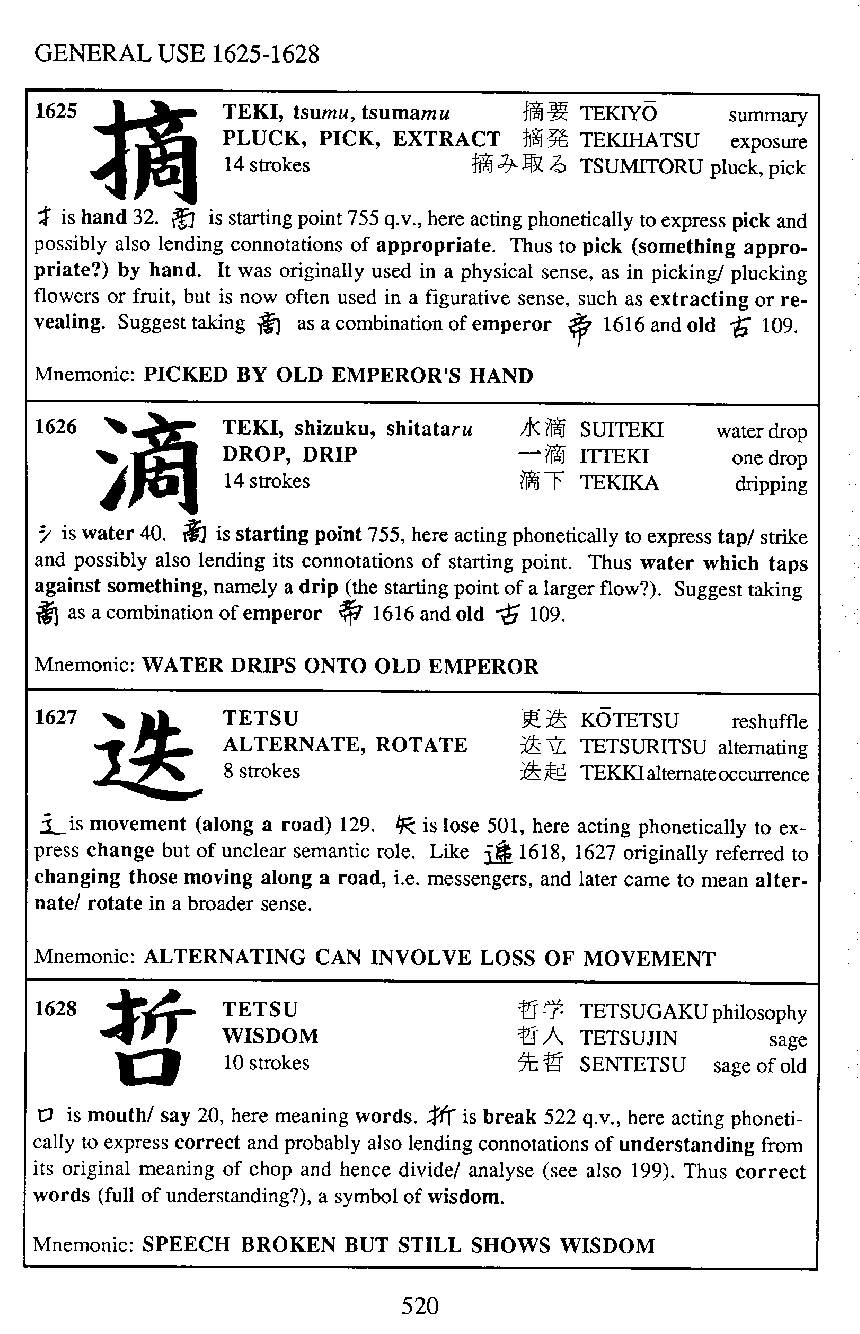 GENERAL USE 1625-1628
1625 摘 TEKI, tsumu, tsumamu 摘要 TEKIYŌ summary
PLUCK, PICK, EXTRACT 摘発 TEKIHATSU exposure
14 strokes 摘み取る TSUMITORU pluck, pick
扌 is hand 32. 啇 is starting point 755 q.v., here acting phonetically to express pick and
possibly also lending connotations of appropriate. Thus to pick (something appro-
priate?) by hand. It was originally used in a physical sense, as in picking/ plucking
flowers or fruit, but is now often used in a figurative sense, such as extracting or re-
vealing. Suggest taking 啇 as a combination of emperor 帝 1616 and old 古 109.
Mnemonic: PICKED BY OLD EMPEROR'S HAND
1626 滴 TEKI, shizuku, shitataru 水滴 SUITEKI water drop
DROP, DRIP 一滴 ITTEKI one drop
14 strokes 滴下 TEKIKA dripping
氵 is water 40. 啇 is starting point 755, here acting phonetically to express tap/ strike
and possibly also lending its connotations of starting point. Thus water which taps
against something, namely a drip (the starting point of a larger flow?). Suggest taking
啇 as a combination of emperor 帝 1616 and old 古 109.
Mnemonic: WATER DRIPS ONTO OLD EMPEROR
1627 迭 TETSU 更迭 KŌTETSU reshuffle
ALTERNATE, ROTATE 迭立 TETSURITSU alternating
8 strokes 迭起 TEKKI alternate occurrence
辶 is movement (along a road) 129. 失 is lose 501, here acting phonetically to ex-
press change but of unclear semantic role. Like 逓 1618, 1627 originally referred to
changing those moving along a road, i.e. messengers, and later came to mean alter-
nate/ rotate in a broader sense.
Mnemonic: ALTERNATING CAN INVOLVE LOSS OF MOVEMENT
1628 哲 TETSU 哲学 TETSUGAKU philosophy
WISDOM 哲人 TETSUJIN sage
10 strokes 先哲 SENTETSU sage of old
口 is mouth/ say 20, here meaning words. 折 is break 522 q.v., here acting phoneti-
cally to express correct and probably also lending connotations of understanding from
its original meaning of chop and hence divide/ analyse (see also 199). Thus correct
words (full of understanding?), a symbol of wisdom.
Mnemonic: SPEECH BROKEN BUT STILL SHOWS WISDOM
520